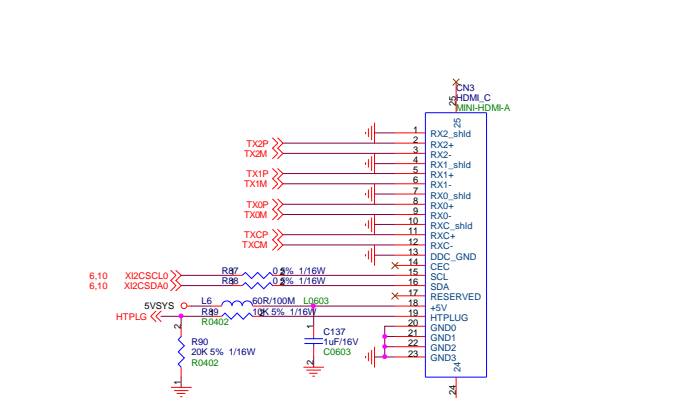 CN3
HDMI_C
MINI-HDMI-A
25
25
1 RX2_shld
TX2P 2 RX2+
TX2M 3 RX2-
4 RX1_shld
TX1P 5 RX1+
TX1M 6 RX1-
7 RX0_shld
TX0P 8 RX0+
TX0M 9 RX0-
10 RXC_shld
TXCP 11 RXC+
TXCM 12 RXC-
13 DDC_GND
14 CEC
6,10 XI2CSCL0 R87 0 5% 1/16W 15 SCL
6,10 XI2CSDA0 R88 0 5% 1/16W 16 SDA
17 RESERVED
5VSYS L6 60R/100M L0603 18 +5V
HTPLG R89 10K 5% 1/16W 19 HTPLUG
R0402
20 GND0
21 GND1
22 GND2
23 GND3
2
R90
20K 5% 1/16W
R0402
1
1
C137
1uF/16V
C0603
2
24
24